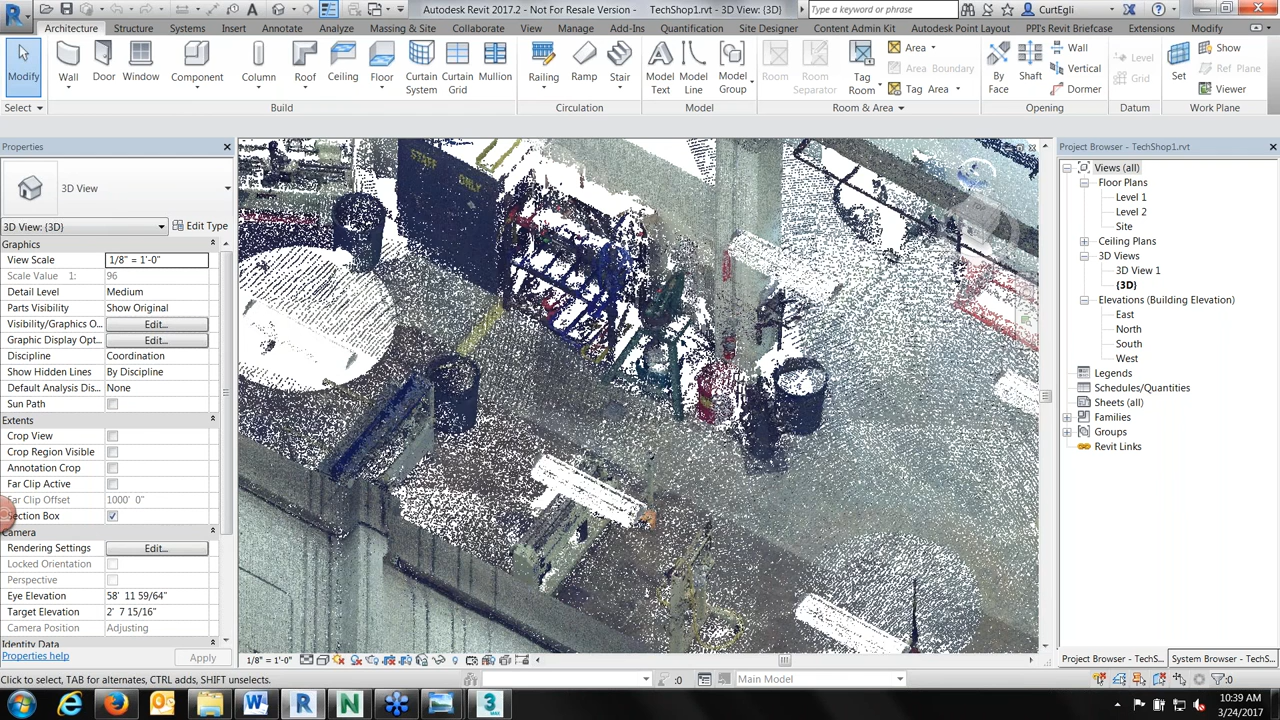 Autodesk Revit 2017.2 - Not For Resale Version - TechShop1.rvt - 3D View: {3D}
Type a keyword or phrase
CurtEgli
Architecture Structure Systems Insert Annotate Analyze Massing & Site Collaborate View Manage Add-Ins Quantification Site Designer Content Admin Kit Autodesk Point Layout PPI's Revit Booster Extensions Modify
Modify
Wall
Door
Window
Component
Column
Roof
Ceiling
Floor
Curtain System
Curtain Grid
Mullion
Railing
Ramp
Stair
Model Text
Model Line
Model Group
Room
Room Separator
Tag Room
Area
Area Boundary
Tag Area
By Face
Shaft
Wall
Vertical
Dormer
Level
Grid
Set
Show
Ref Plane
Viewer
Select
Build
Circulation
Model
Room & Area
Opening
Datum
Work Plane
Properties
3D View
3D View: {3D}
Edit Type
Graphics
View Scale 1/8" = 1'-0"
Scale Value 1: 96
Detail Level Medium
Parts Visibility Show Original
Visibility/Graphics O... Edit...
Graphic Display Opt... Edit...
Discipline Coordination
Show Hidden Lines By Discipline
Default Analysis Dis... None
Sun Path
Extents
Crop View
Crop Region Visible
Annotation Crop
Far Clip Active
Far Clip Offset 1000' 0"
ection Box
Camera
Rendering Settings Edit...
Locked Orientation
Perspective
Eye Elevation 58' 11 59/64"
Target Elevation 2' 7 15/16"
Camera Position Adjusting
Identity Data
Properties help
Apply
STAFF ONLY
Project Browser - TechShop1.rvt
Views (all)
Floor Plans
Level 1
Level 2
Site
Ceiling Plans
3D Views
3D View 1
{3D}
Elevations (Building Elevation)
East
North
South
West
Legends
Schedules/Quantities
Sheets (all)
Families
Groups
Revit Links
Project Browser - TechS...
System Browser - TechS...
1/8" = 1'-0"
Click to select, TAB for alternates, CTRL adds, SHIFT unselects.
:0
Main Model
:0
10:39 AM
3/24/2017